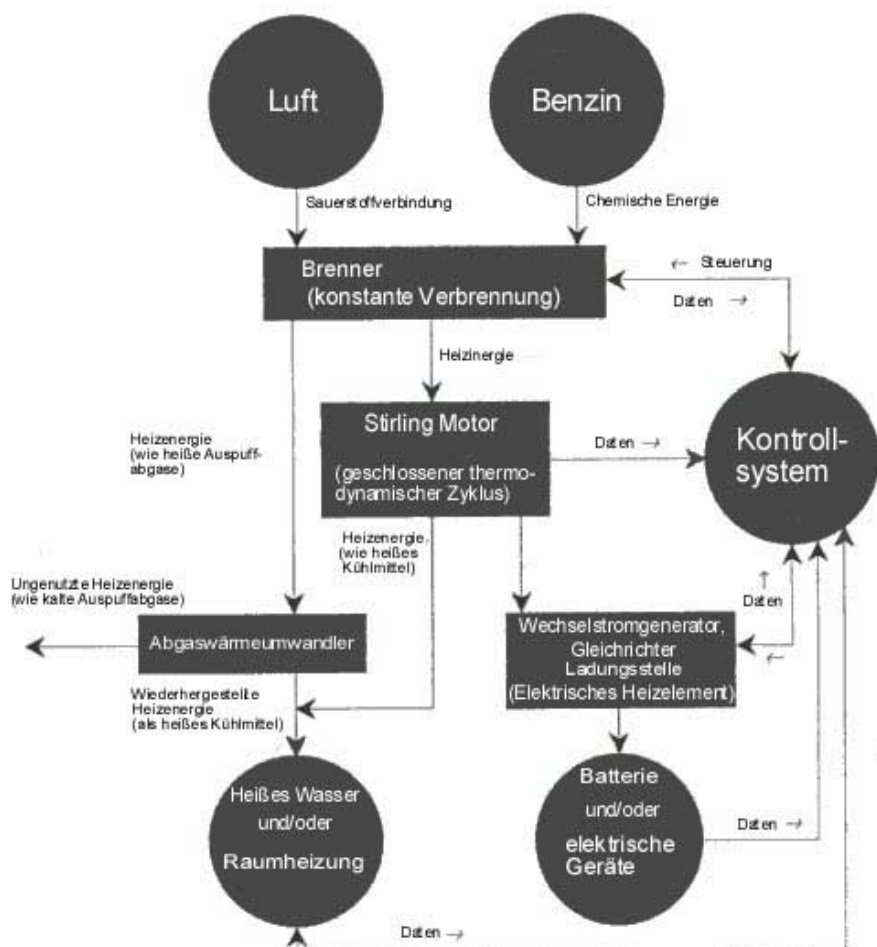 Luft
Benzin
Sauerstoffverbindung
Chemische Energie
Brenner
(konstante Verbrennung)
← Steuerung
Daten →
Heizinergie
Stirling Motor
(geschlossener thermo-
dynamischer Zyklus)
Daten →
Kontroll-
system
Heizenergie
(wie heiße Auspuff-
abgase)
Heizenergie
(wie heißes
Kühlmittel)
Ungenutzte Heizenergie
(wie kalte Auspuffabgase)
Abgaswärmeumwandler
Wechselstromgenerator,
Gleichrichter
Ladungsstelle
(Elektrisches Heizelement)
↑
Daten
←
Wiederhergestellte
Heizenergie
(als heißes Kühlmittel)
Heißes Wasser
und/oder
Raumheizung
Batterie
und/oder
elektrische
Geräte
Daten →
Daten →